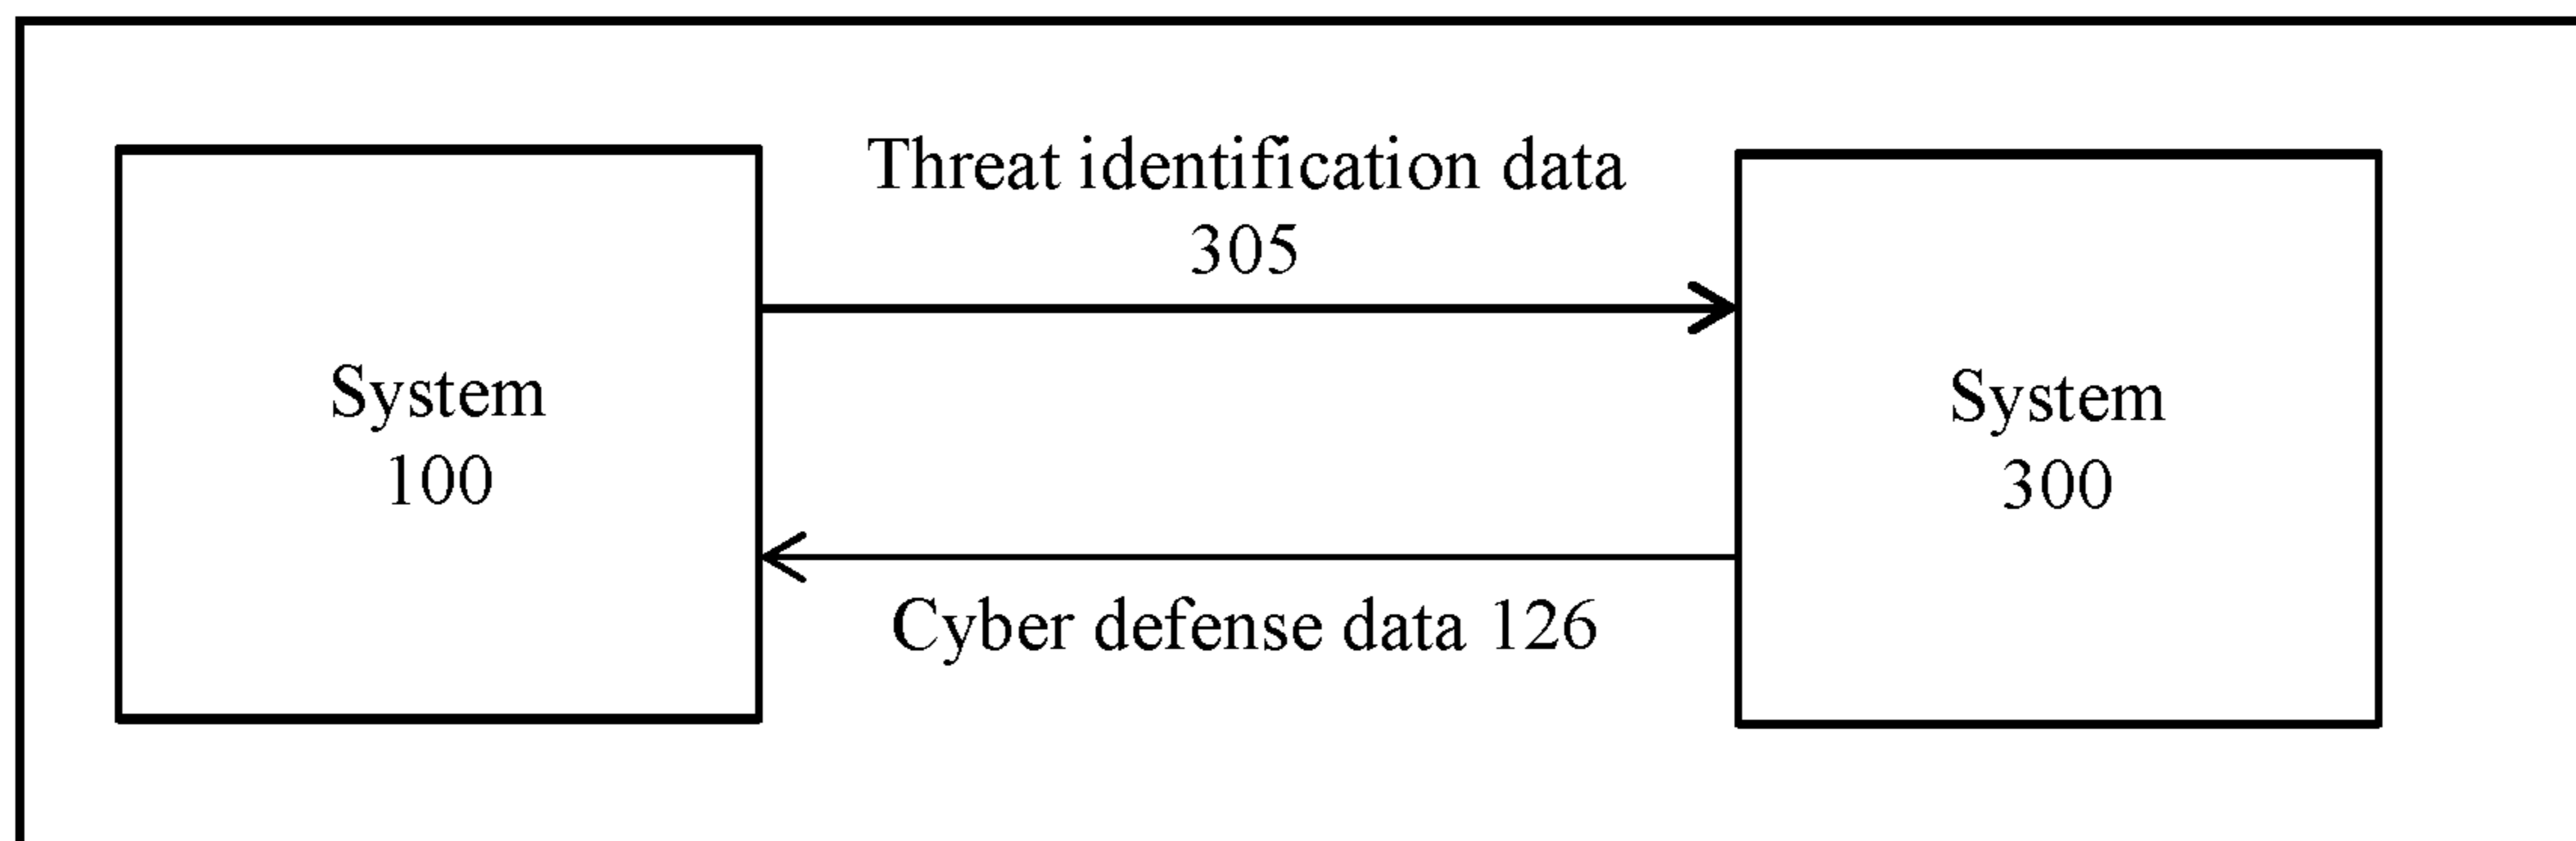 Threat identification data
305
System
100
System
300
Cyber defense data 126